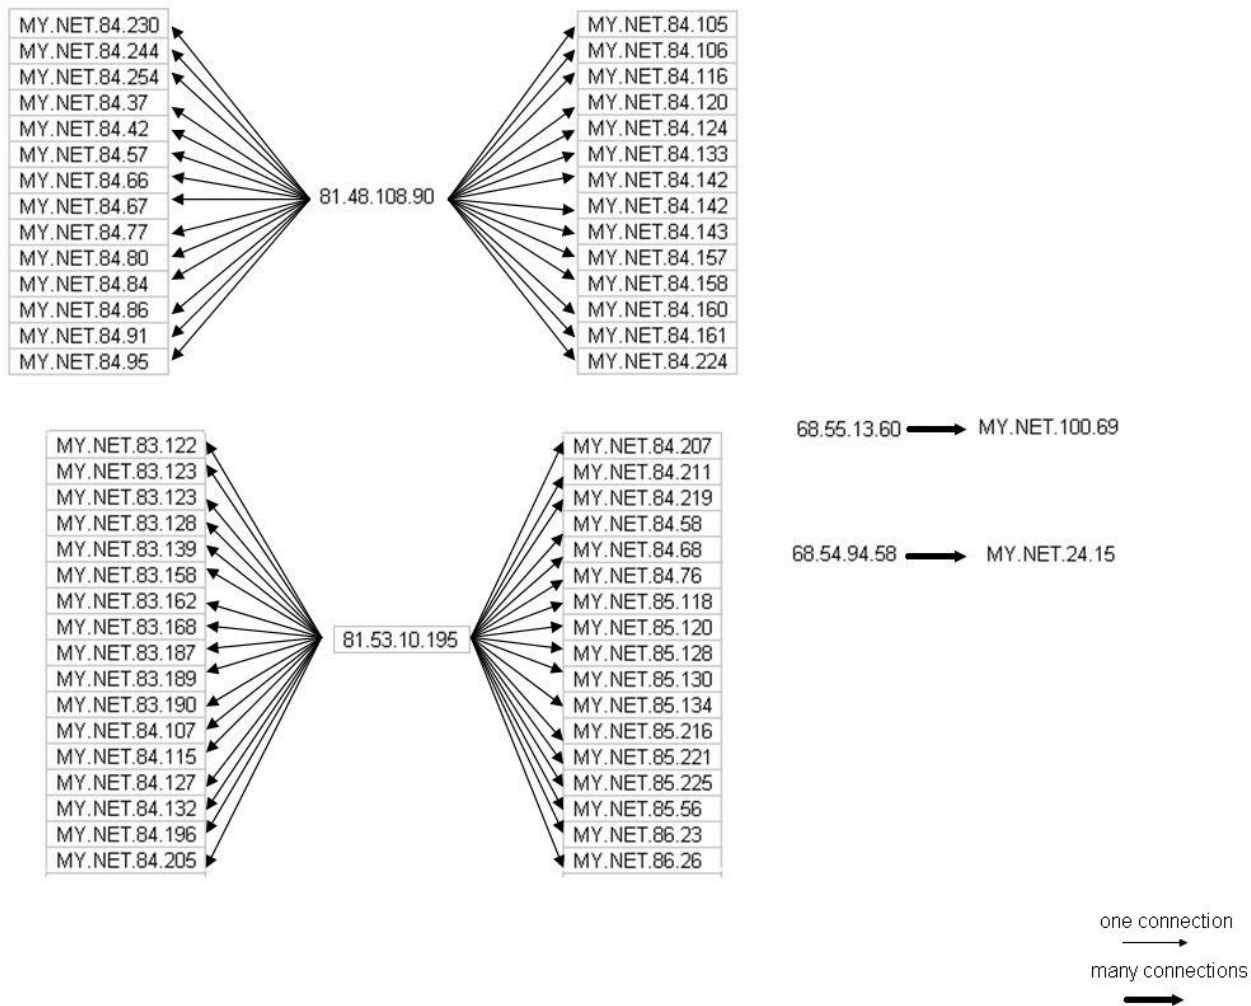 MY.NET.84.230
MY.NET.84.244
MY.NET.84.254
MY.NET.84.37
MY.NET.84.42
MY.NET.84.57
MY.NET.84.66
MY.NET.84.67
MY.NET.84.77
MY.NET.84.80
MY.NET.84.84
MY.NET.84.86
MY.NET.84.91
MY.NET.84.95
81.48.108.90
MY.NET.84.105
MY.NET.84.106
MY.NET.84.116
MY.NET.84.120
MY.NET.84.124
MY.NET.84.133
MY.NET.84.142
MY.NET.84.142
MY.NET.84.143
MY.NET.84.157
MY.NET.84.158
MY.NET.84.160
MY.NET.84.161
MY.NET.84.224
MY.NET.83.122
MY.NET.83.123
MY.NET.83.123
MY.NET.83.128
MY.NET.83.139
MY.NET.83.158
MY.NET.83.162
MY.NET.83.168
MY.NET.83.187
MY.NET.83.189
MY.NET.83.190
MY.NET.84.107
MY.NET.84.115
MY.NET.84.127
MY.NET.84.132
MY.NET.84.196
MY.NET.84.205
81.53.10.195
MY.NET.84.207
MY.NET.84.211
MY.NET.84.219
MY.NET.84.58
MY.NET.84.68
MY.NET.84.76
MY.NET.85.118
MY.NET.85.120
MY.NET.85.128
MY.NET.85.130
MY.NET.85.134
MY.NET.85.216
MY.NET.85.221
MY.NET.85.225
MY.NET.85.56
MY.NET.86.23
MY.NET.86.26
68.55.13.60 MY.NET.100.69
68.54.94.58 MY.NET.24.15
one connection
many connections